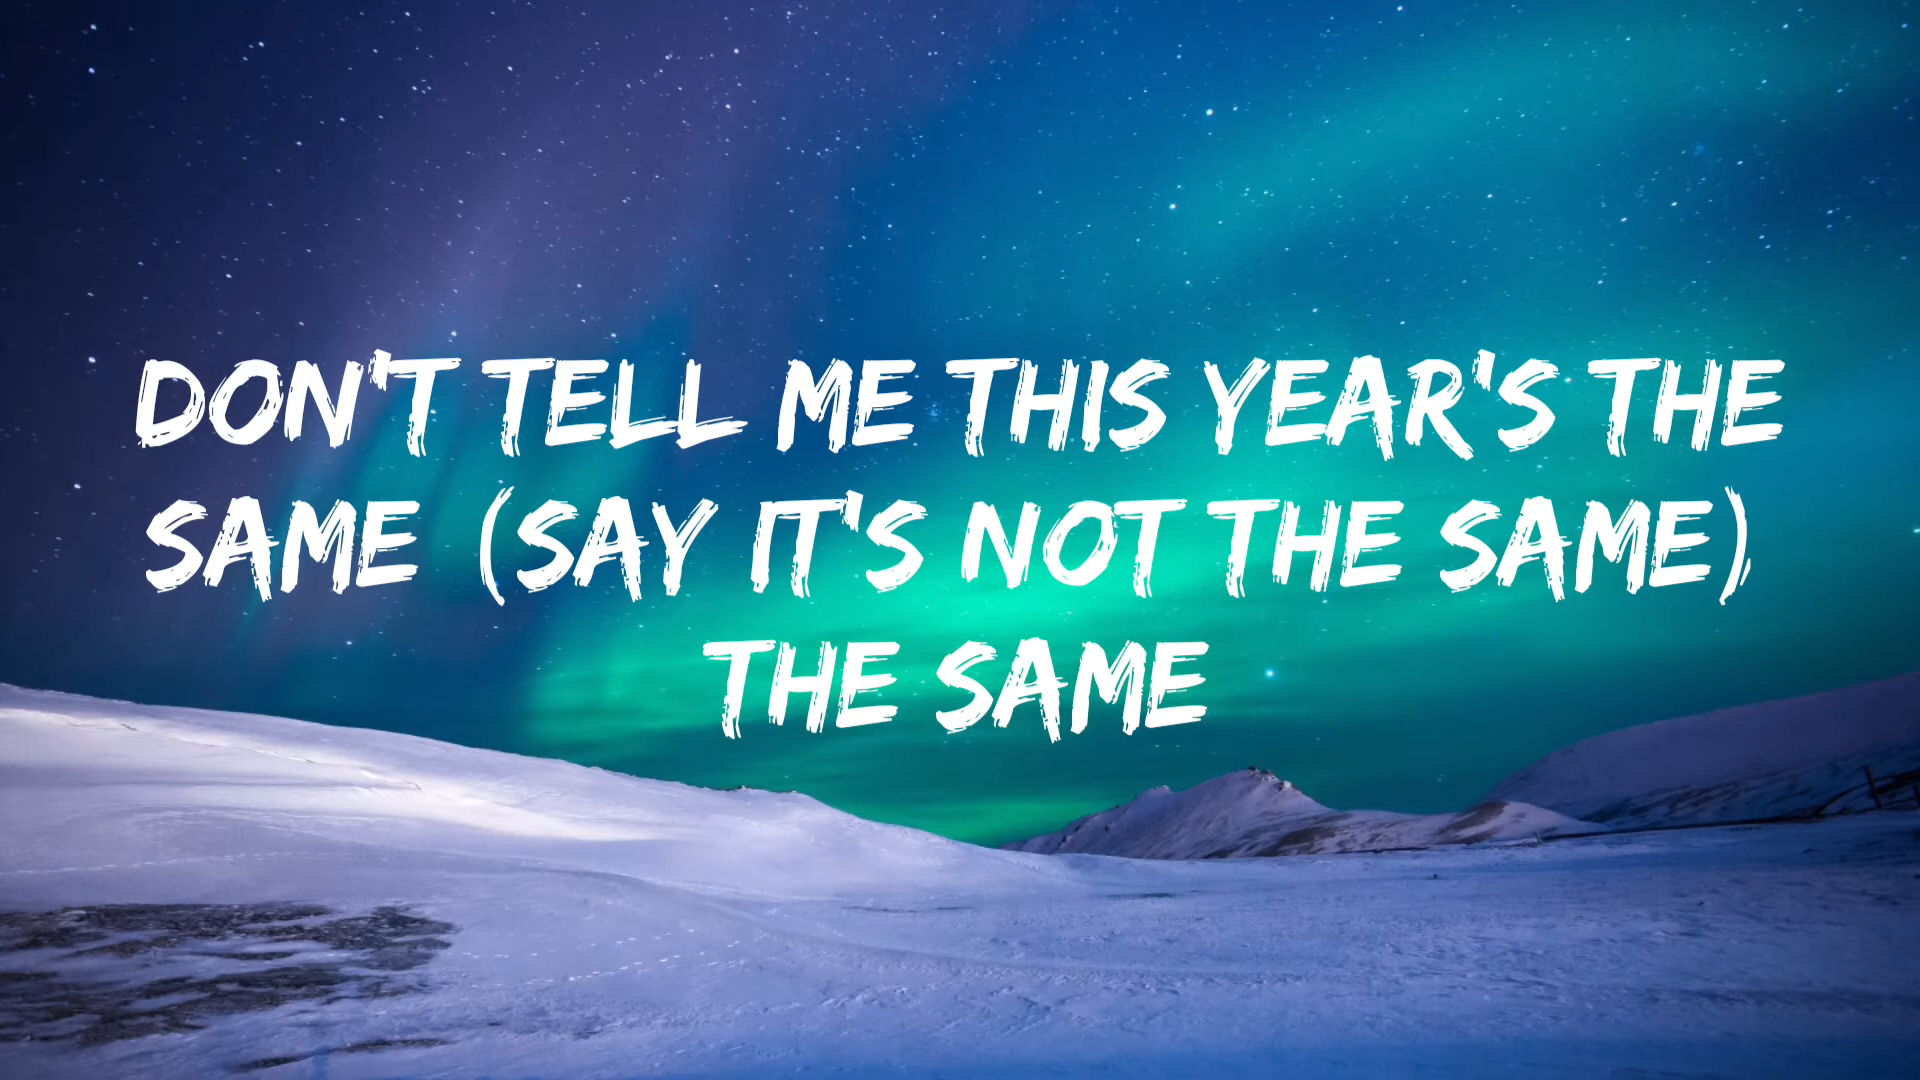 DON'T TELL ME THIS YEAR'S THE
SAME (SAY IT'S NOT THE SAME)
THE SAME